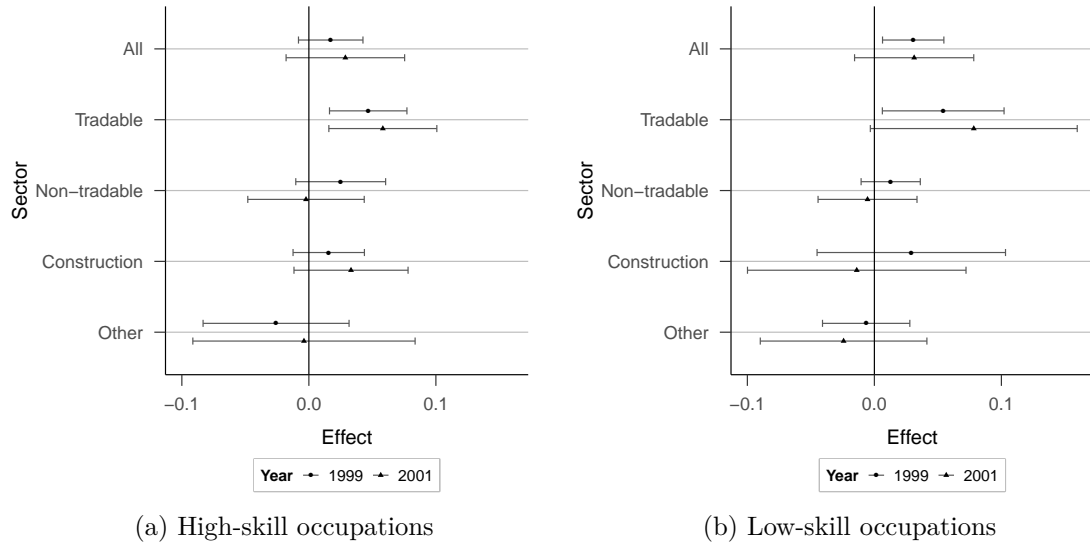 All
Tradable
Non−tradable
Construction
Other
Sector
−0.1 0.0 0.1
Effect
Year 1999 2001
(a) High-skill occupations
All
Tradable
Non−tradable
Construction
Other
Sector
−0.1 0.0 0.1
Effect
Year 1999 2001
(b) Low-skill occupations